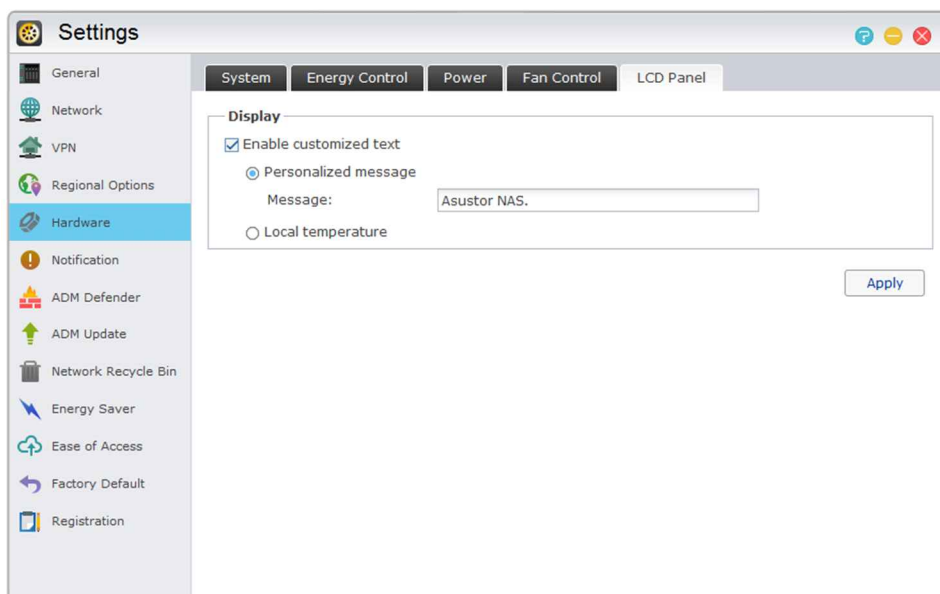 Settings
?
General
Network
VPN
Regional Options
Hardware
Notification
ADM Defender
ADM Update
Network Recycle Bin
Energy Saver
Ease of Access
Factory Default
Registration
System Energy Control Power Fan Control LCD Panel
Display
Enable customized text
Personalized message
Message: Asustor NAS.
Local temperature
Apply